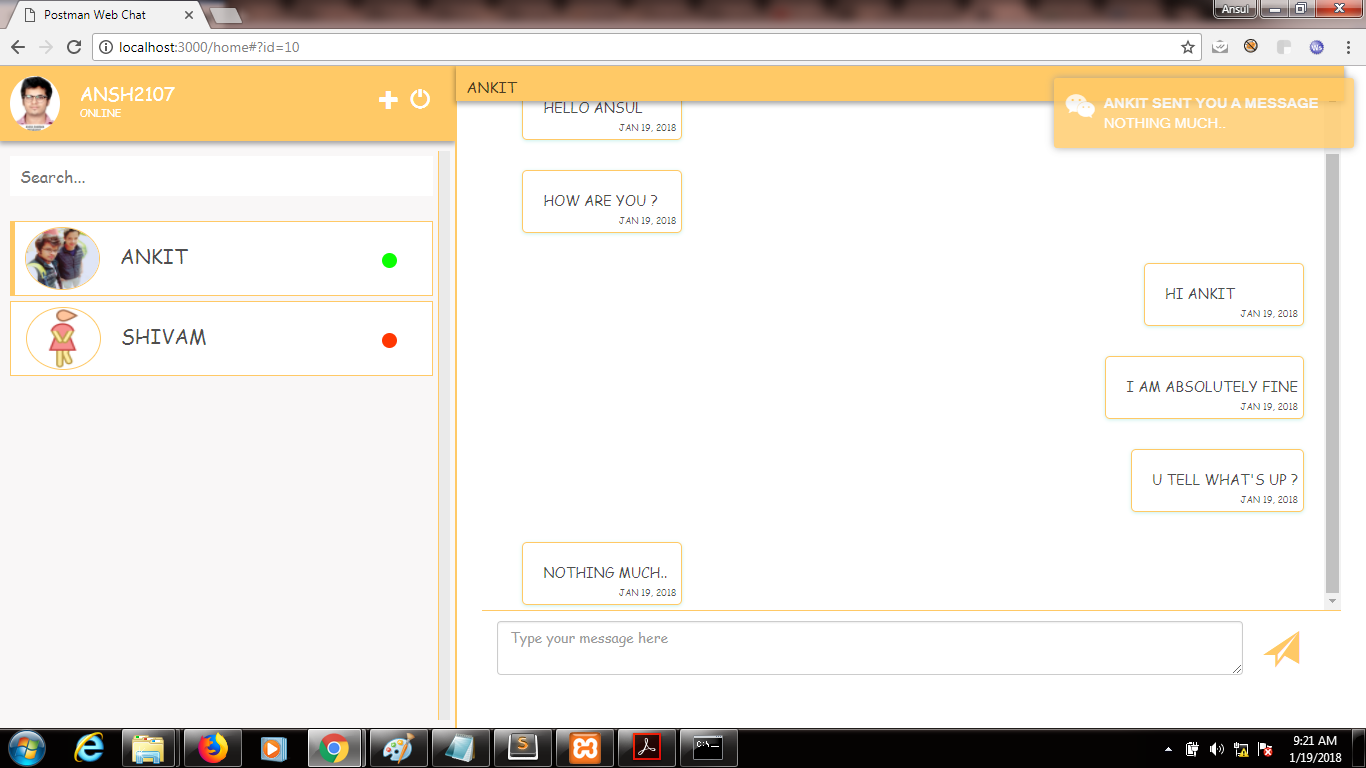 Postman Web Chat
Ansul
localhost:3000/home#?id=10
Ws
ANSH2107
ONLINE
Search...
ANKIT
SHIVAM
ANKIT
ANKIT SENT YOU A MESSAGE
NOTHING MUCH..
HELLO ANSUL
JAN 19, 2018
HOW ARE YOU ?
JAN 19, 2018
HI ANKIT
JAN 19, 2018
I AM ABSOLUTELY FINE
JAN 19, 2018
U TELL WHAT'S UP ?
JAN 19, 2018
NOTHING MUCH..
JAN 19, 2018
Type your message here
C:\_
9:21 AM
1/19/2018